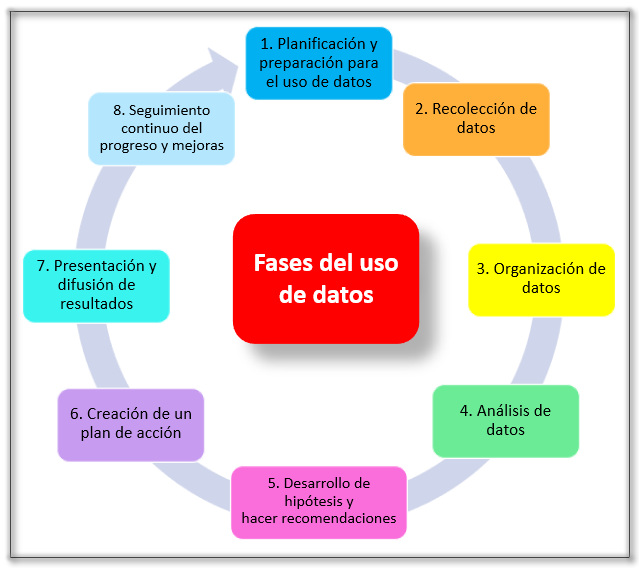 1. Planificación y
preparación para
el uso de datos
2. Recolección de
datos
3. Organización de
datos
4. Análisis de
datos
5. Desarrollo de
hipótesis y
hacer recomendaciones
6. Creación de un
plan de acción
7. Presentación y
difusión de
resultados
8. Seguimiento
continuo del
progreso y mejoras
Fases del uso
de datos